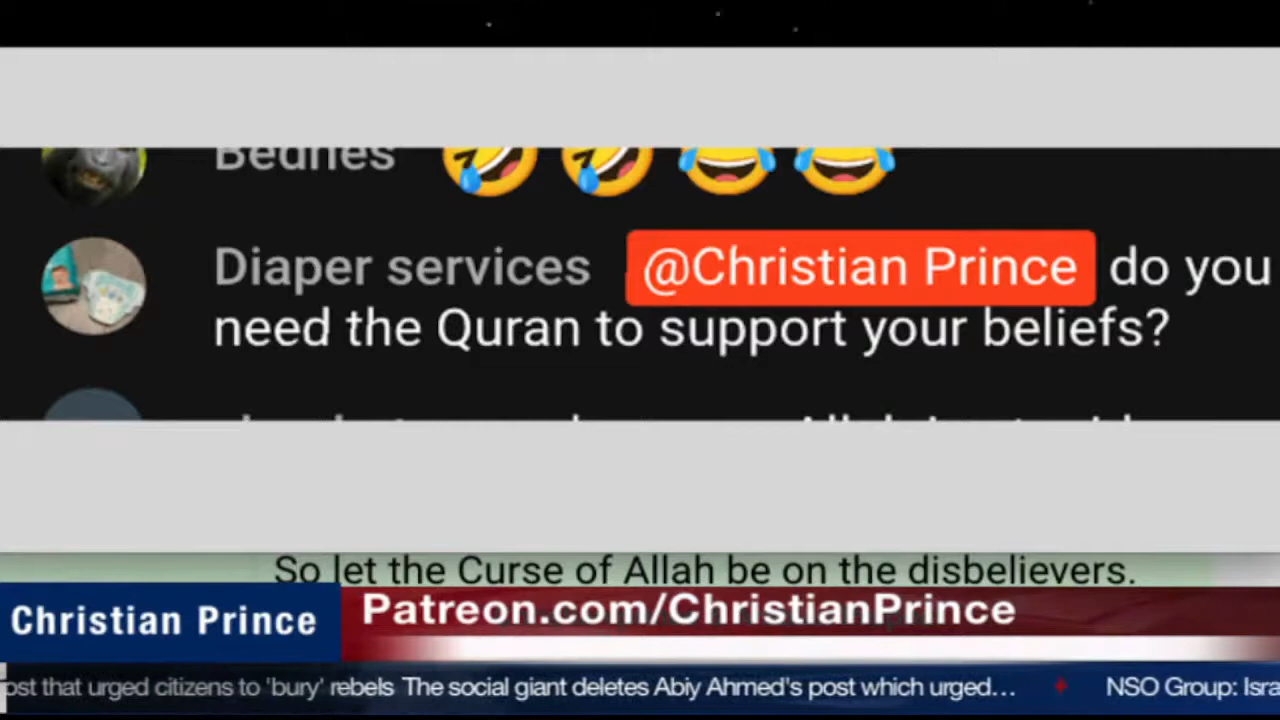 Bednes 🤣 🤣 😂 😂
Diaper services @Christian Prince do you
need the Quran to support your beliefs?
So let the Curse of Allah be on the disbelievers.
Christian Prince
Patreon.com/ChristianPrince
ost that urged citizens to 'bury' rebels The social giant deletes Abiy Ahmed's post which urged... NSO Group: Isra